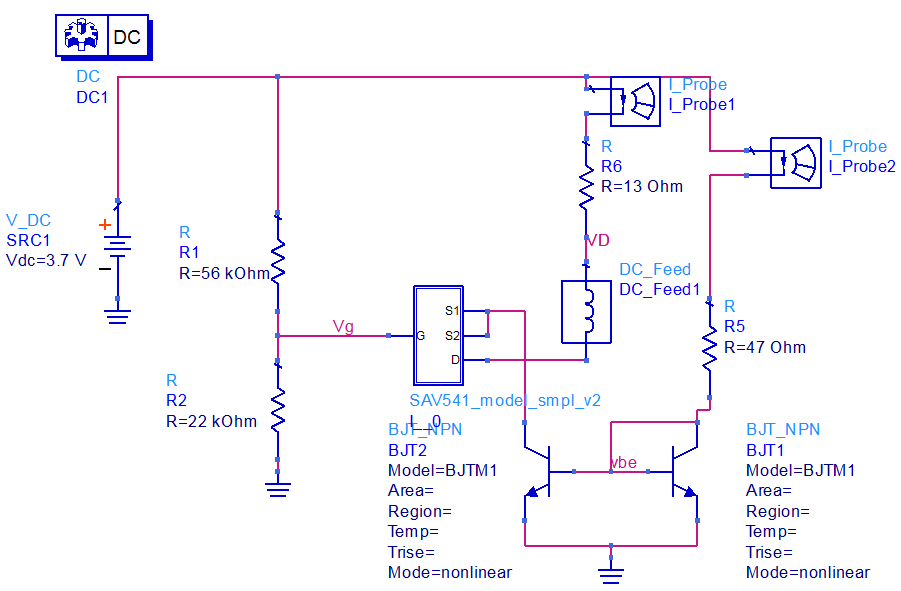 DC
DC
DC1
I_Probe
I_Probe1
I_Probe
I_Probe2
R
R6
R=13 Ohm
V_DC
SRC1
Vdc=3.7 V
+
−
R
R1
R=56 kOhm
VD
DC_Feed
DC_Feed1
R
R5
R=47 Ohm
Vg
G
S1
S2
D
R
R2
R=22 kOhm
SAV541_model_smpl_v2
I__0
BJT_NPN
BJT2
Model=BJTM1
Area=
Region=
Temp=
Trise=
Mode=nonlinear
vbe
BJT_NPN
BJT1
Model=BJTM1
Area=
Region=
Temp=
Trise=
Mode=nonlinear